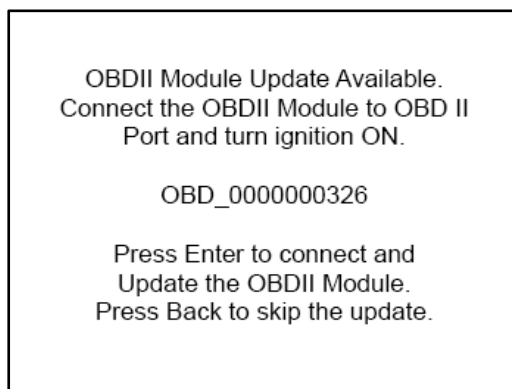 OBDII Module Update Available.
Connect the OBDII Module to OBD II
Port and turn ignition ON.
OBD_0000000326
Press Enter to connect and
Update the OBDII Module.
Press Back to skip the update.